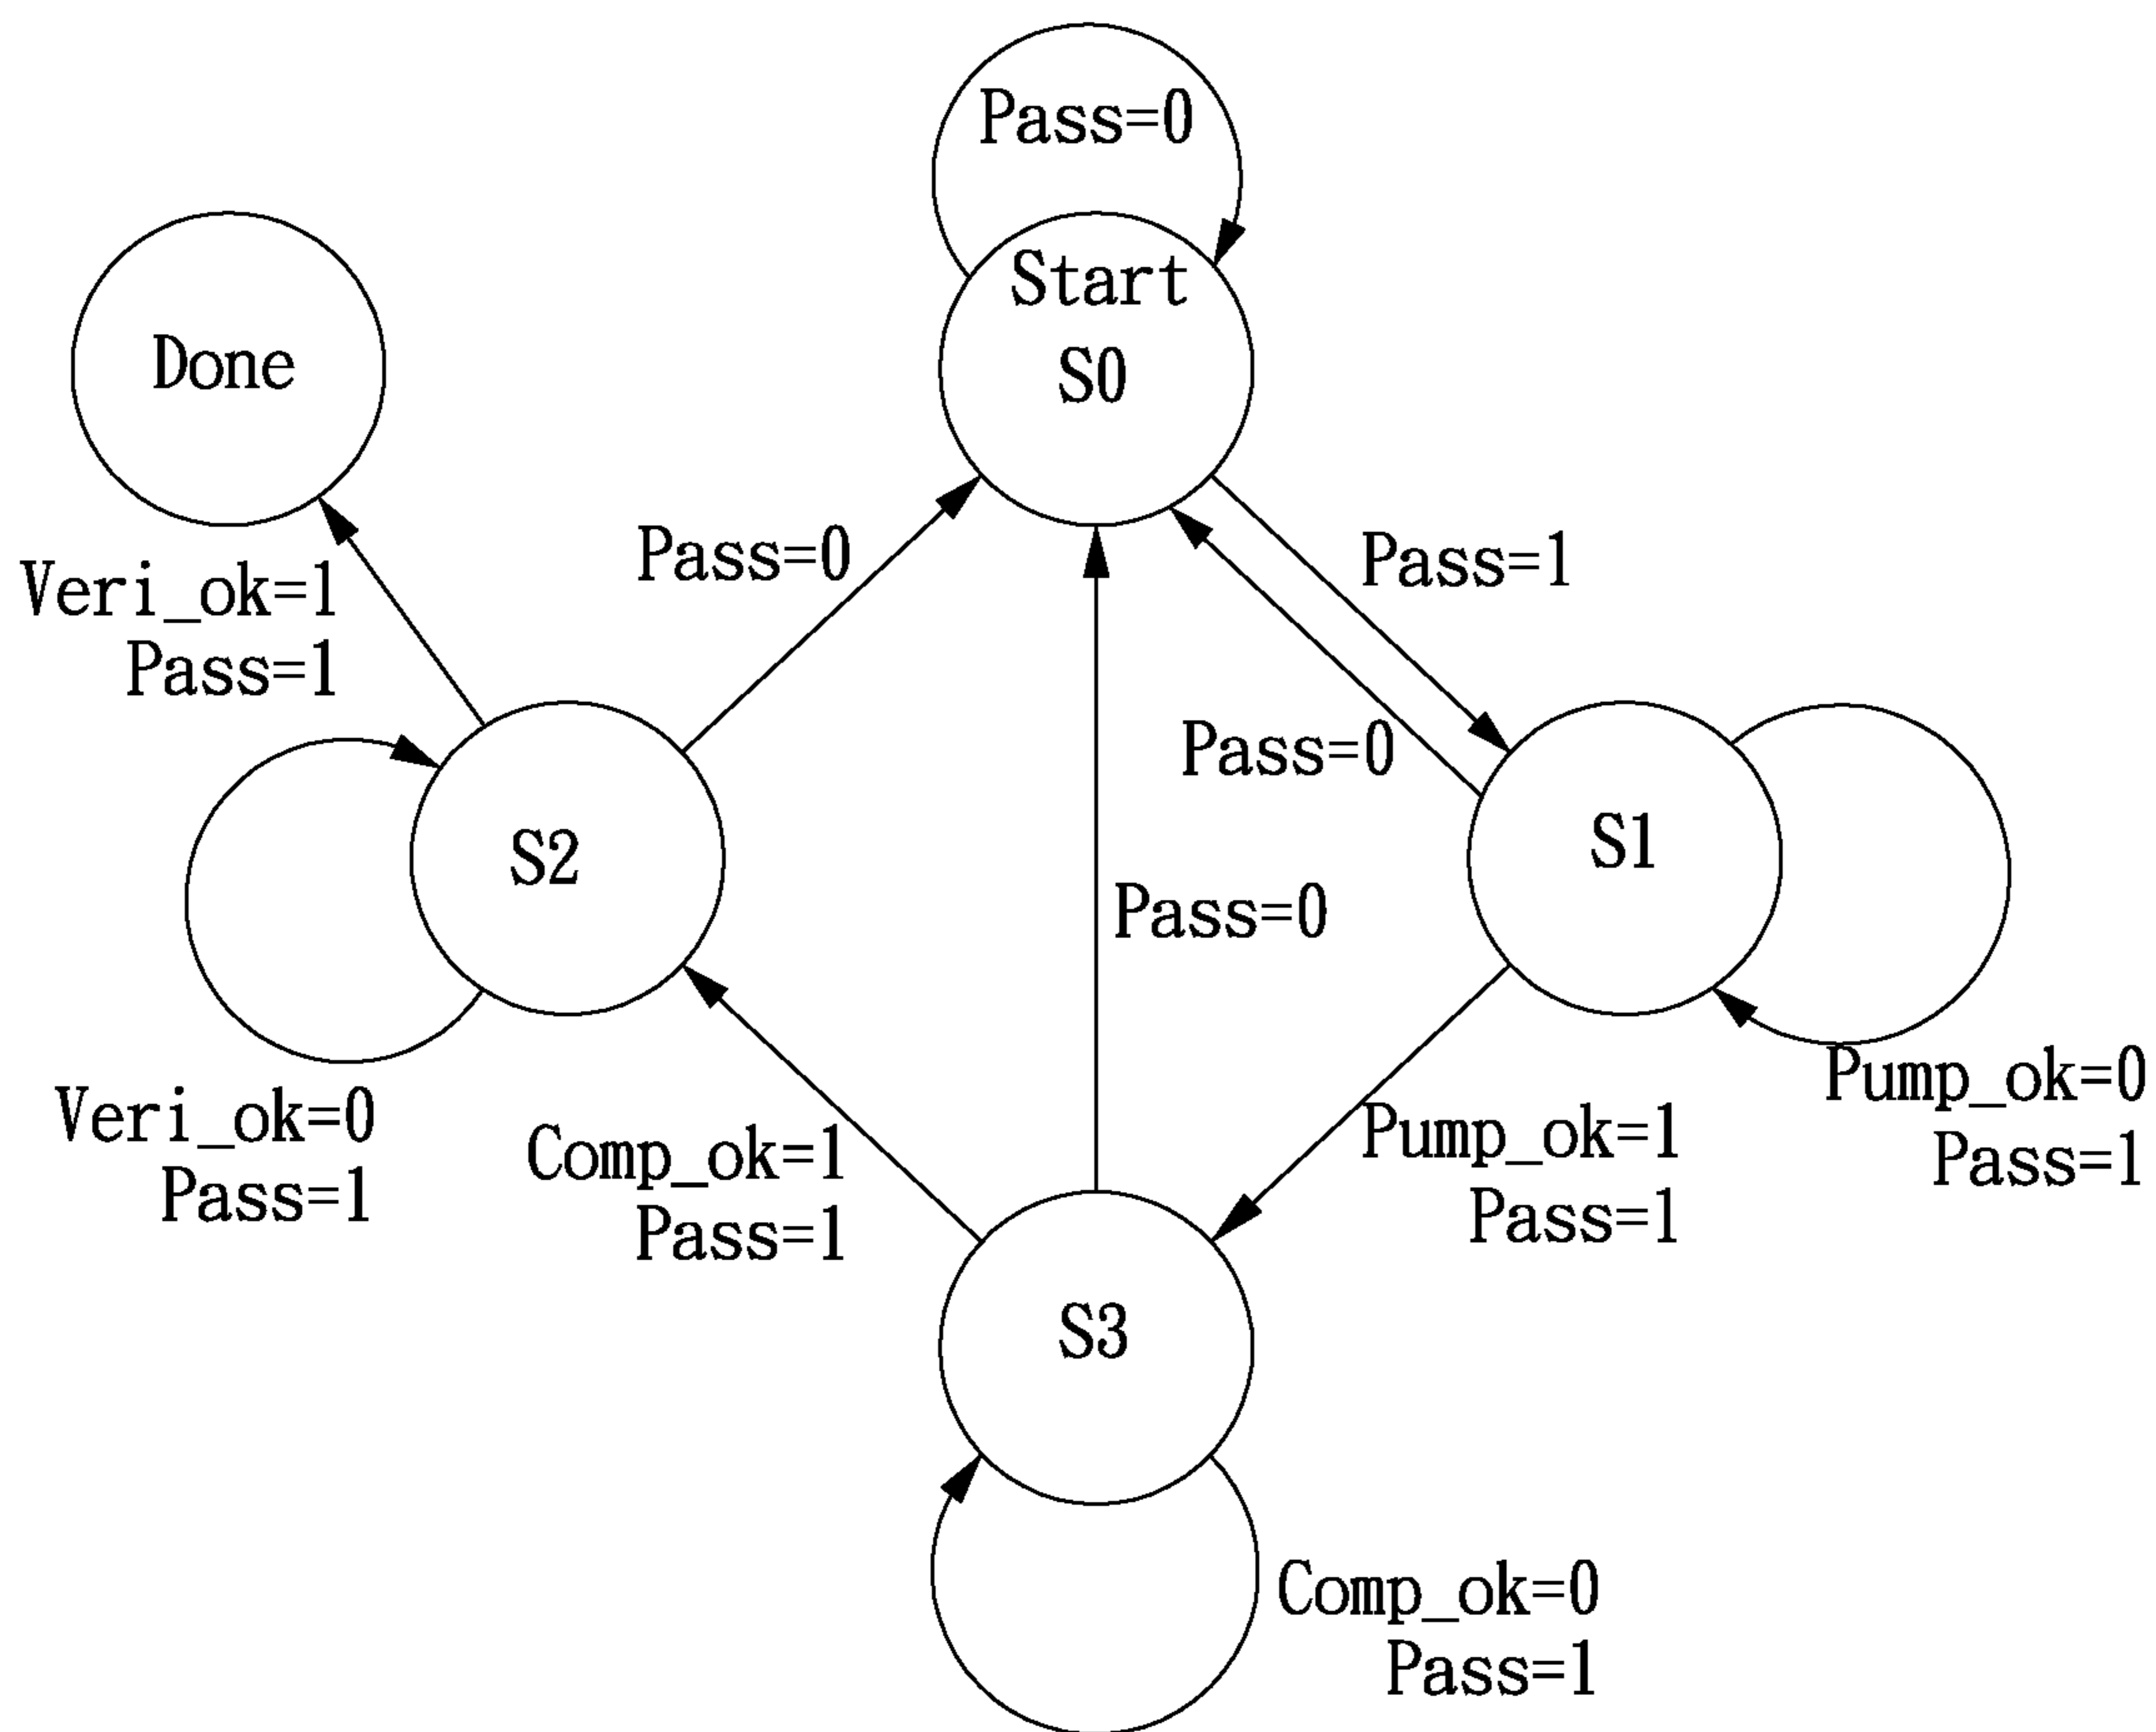 Pass=0
Start
S0
Done
Pass=0
Pass=1
Veri_ok=1
Pass=1
Pass=0
S2
S1
Pass=0
Pump_ok=0
Pass=1
Veri_ok=0
Pass=1
Comp_ok=1
Pass=1
Pump_ok=1
Pass=1
S3
Comp_ok=0
Pass=1